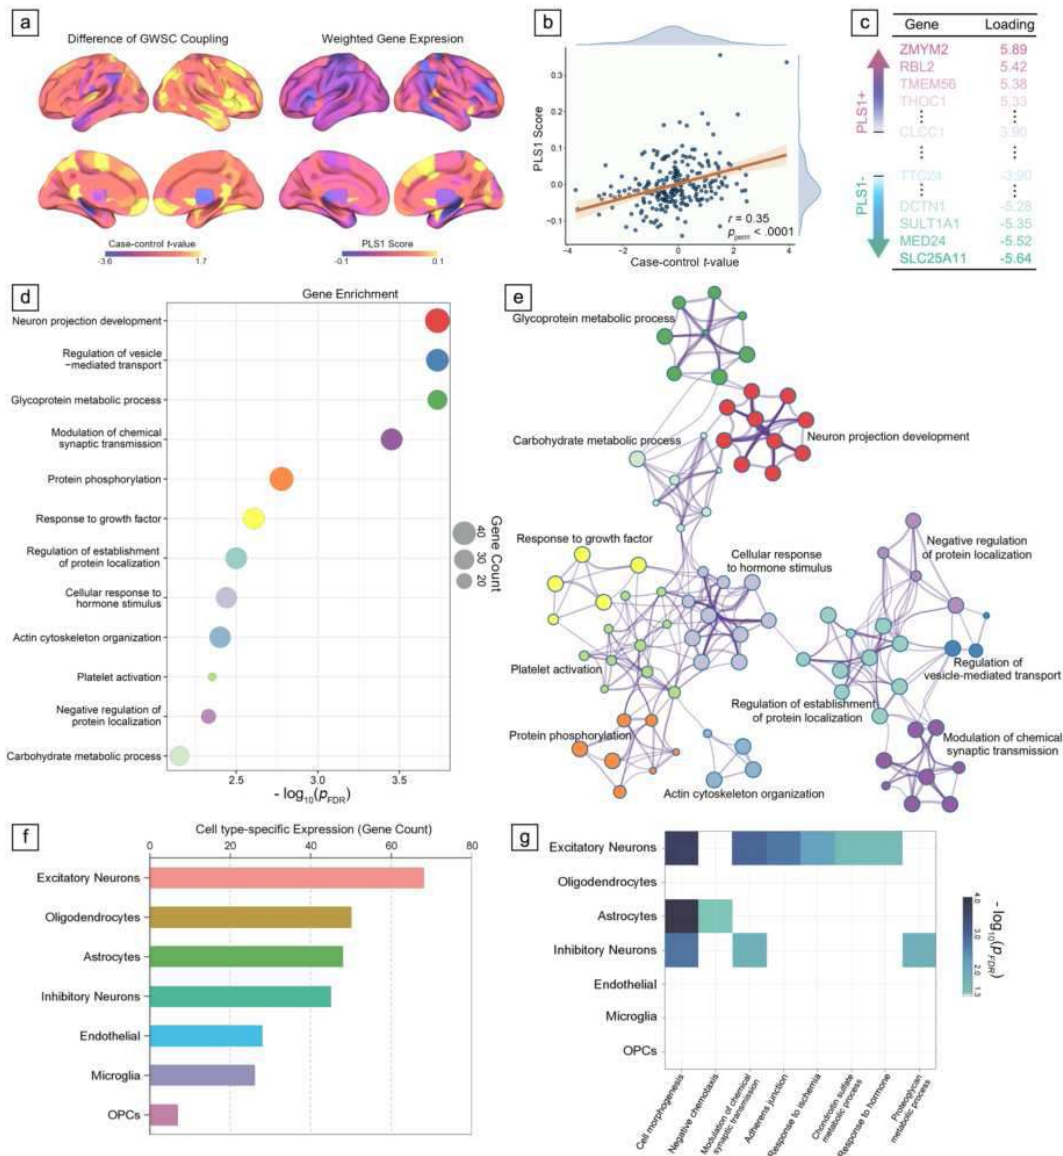 a
Difference of GWSC Coupling
Weighted Gene Expresion
Case-control t-value
-3.6
1.7
PLS1 Score
-0.1
0.1
b
PLS1 Score
0.3
0.2
0.1
0.0
−0.1
−4
−2
0
2
4
Case-control t-value
r = 0.35
pperm < .0001
c
Gene Loading
PLS1+
ZMYM2 5.89
RBL2 5.42
TMEM56 5.38
THOC1 5.33
CLCC1 3.90
PLS1-
TTC24 -3.90
DCTN1 -5.28
SULT1A1 -5.35
MED24 -5.52
SLC25A11 -5.64
d
Gene Enrichment
Neuron projection development
Regulation of vesicle
−mediated transport
Glycoprotein metabolic process
Modulation of chemical
synaptic transmission
Protein phosphorylation
Response to growth factor
Regulation of establishment
of protein localization
Cellular response to
hormone stimulus
Actin cytoskeleton organization
Platelet activation
Negative regulation of
protein localization
Carbohydrate metabolic process
2.5
3.0
3.5
- log10(pFDR)
Gene Count
40
30
20
e
Glycoprotein metabolic process
Neuron projection development
Carbohydrate metabolic process
Response to growth factor
Cellular response
to hormone stimulus
Negative regulation
of protein localization
Platelet activation
Regulation of
vesicle-mediated transport
Regulation of establishment
of protein localization
Protein phosphorylation
Modulation of chemical
synaptic transmission
Actin cytoskeleton organization
f
Cell type-specific Expression (Gene Count)
0
20
40
60
80
Excitatory Neurons
Oligodendrocytes
Astrocytes
Inhibitory Neurons
Endothelial
Microglia
OPCs
g
Excitatory Neurons
Oligodendrocytes
Astrocytes
Inhibitory Neurons
Endothelial
Microglia
OPCs
Cell morphogenesis
Negative chemotaxis
Modulation of chemical
synaptic transmission
Adherens junction
Response to ischemia
Chondroitin sulfate
metabolic process
Response to hormone
Proteoglycan
metabolic process
- log10(pFDR)
4.0
3.0
2.0
1.3